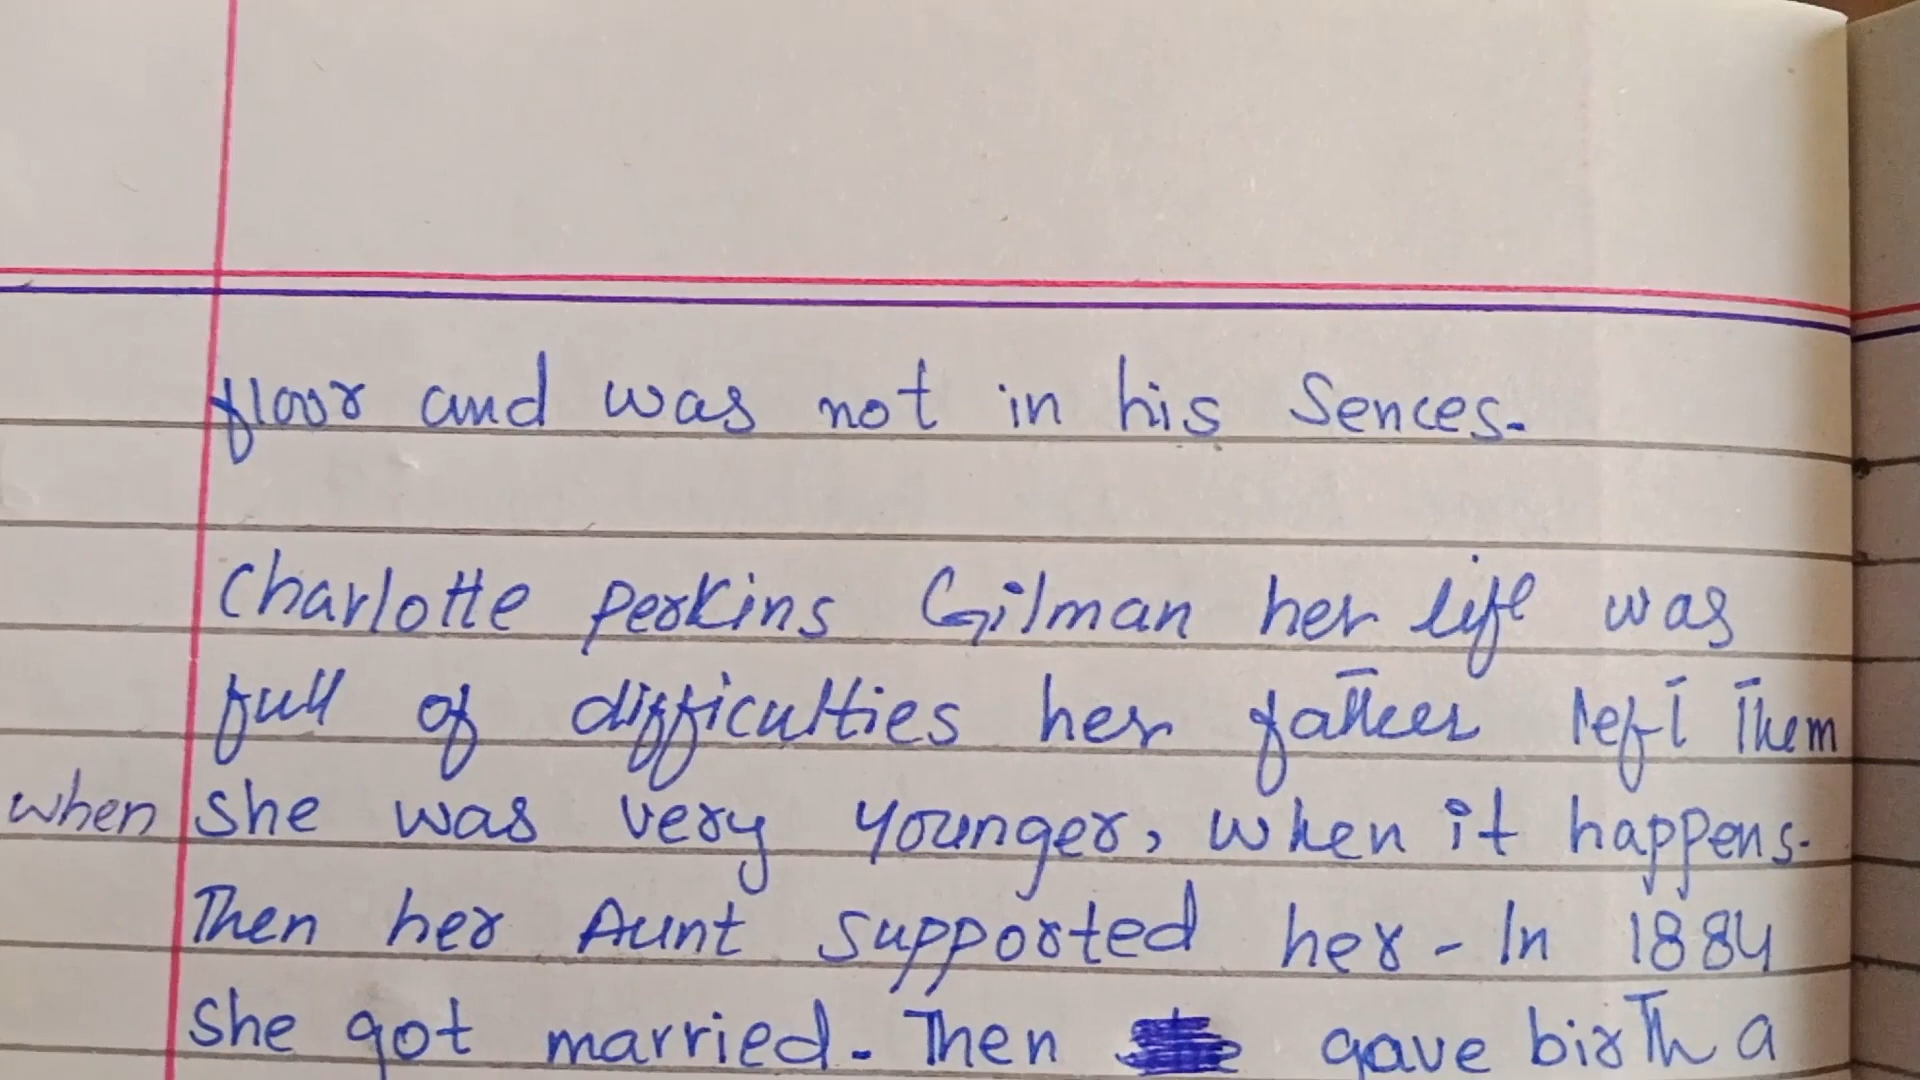 floor and was not in his Sences.
Charlotte Perkins Gilman her life was
full of difficulties her father left Them
when she was very younger, when it happens.
Then her Aunt supported her - In 1884
she got married. Then gave birth a